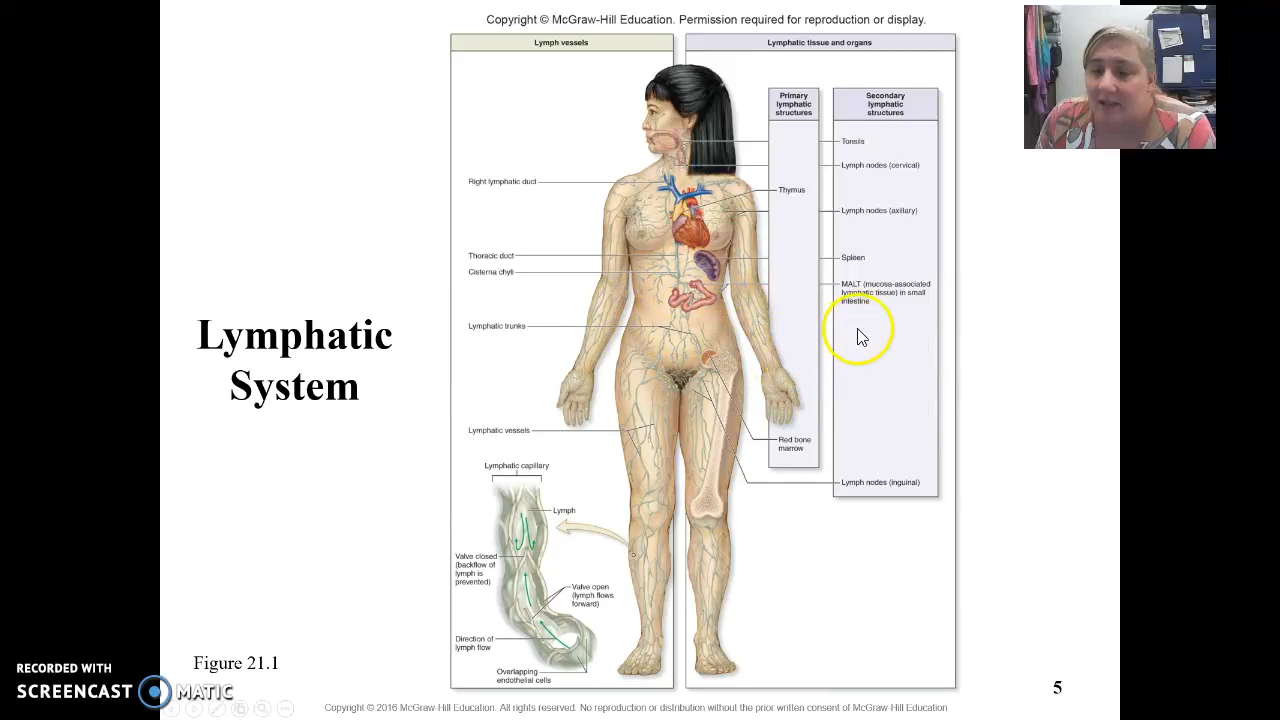 Copyright © McGraw-Hill Education. Permission required for reproduction or display.
Lymph vessels
Lymphatic tissue and organs
Primary
lymphatic
structures
Secondary
lymphatic
structures
Tonsils
Lymph nodes (cervical)
Right lymphatic duct
Thymus
Lymph nodes (axillary)
Thoracic duct
Spleen
Cisterna chyli
MALT (mucosa-associated
lymphatic tissue) in small
intestine
Lymphatic trunks
Lymphatic
System
Lymphatic vessels
Red bone
marrow
Lymphatic capillary
Lymph nodes (inguinal)
Lymph
Valve closed
(backflow of
lymph is
prevented)
Valve open
(lymph flows
forward)
Direction of
lymph flow
Overlapping
endothelial cells
Figure 21.1
RECORDED WITH
SCREENCAST MATIC
5
Copyright © 2016 McGraw-Hill Education. All rights reserved. No reproduction or distribution without the prior written consent of McGraw-Hill Education